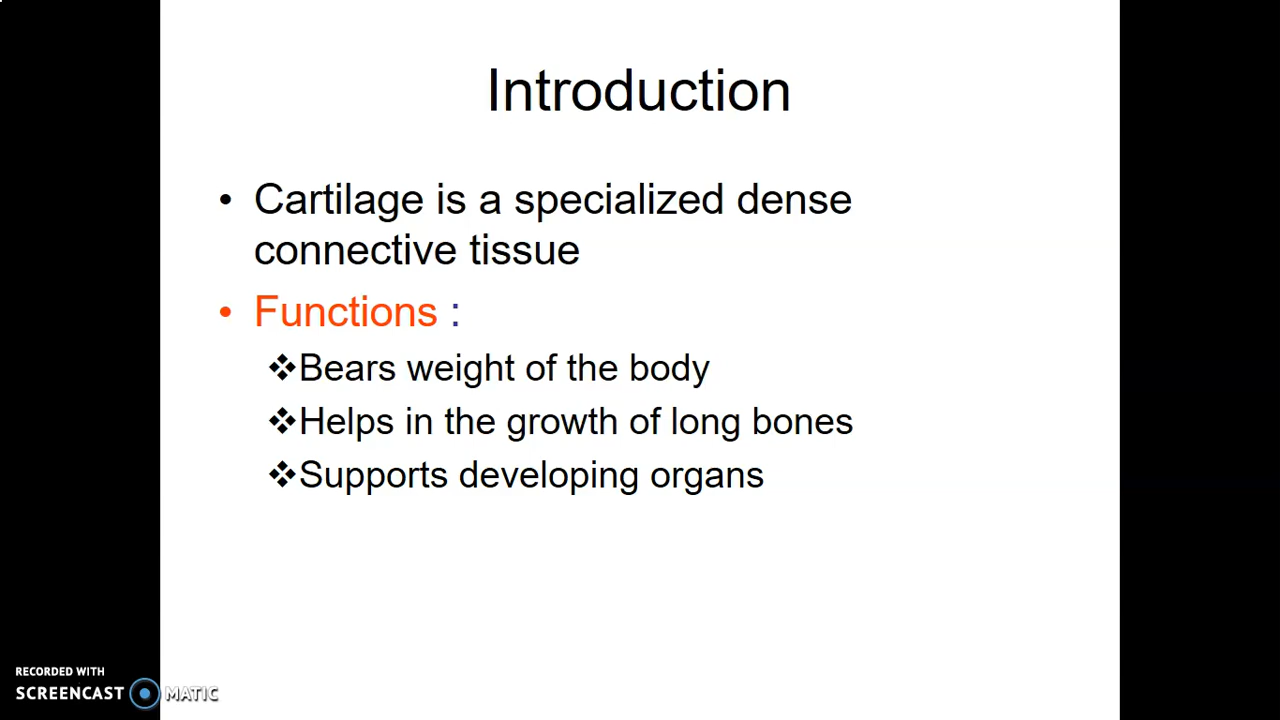 Introduction
• Cartilage is a specialized dense
connective tissue
• Functions :
❖Bears weight of the body
❖Helps in the growth of long bones
❖Supports developing organs
RECORDED WITH
SCREENCAST MATIC